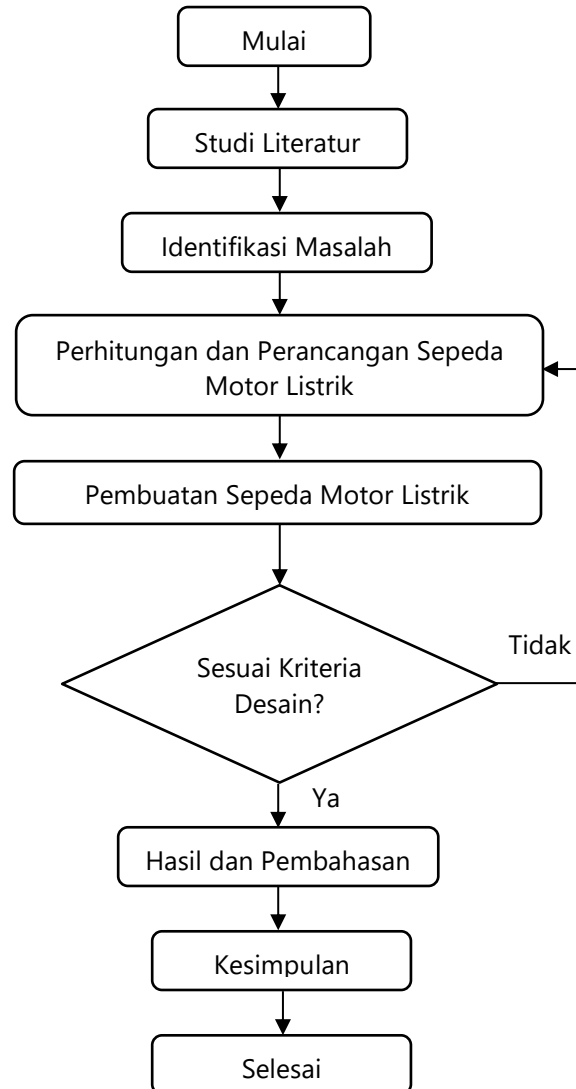 Mulai
Studi Literatur
Identifikasi Masalah
Perhitungan dan Perancangan Sepeda
Motor Listrik
Pembuatan Sepeda Motor Listrik
Tidak
Sesuai Kriteria
Desain?
Ya
Hasil dan Pembahasan
Kesimpulan
Selesai